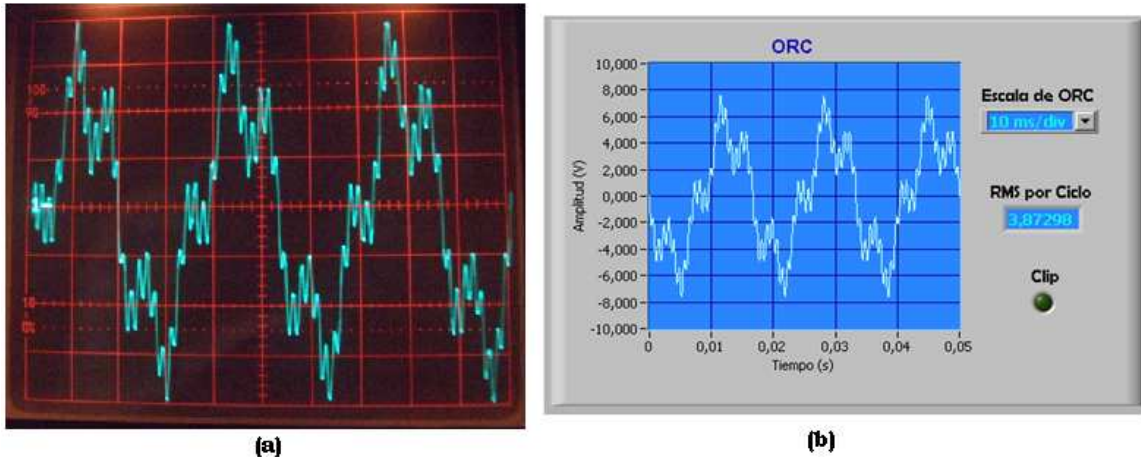 100
90
10
0%
(a)
ORC
10,000
8,000
6,000
4,000
2,000
0,000
-2,000
-4,000
-6,000
-8,000
-10,000
Amplitud (V)
0
0,01
0,02
0,03
0,04
0,05
Tiempo (s)
Escala de ORC
10 ms/div
RMS por Ciclo
3,87298
Clip
(b)